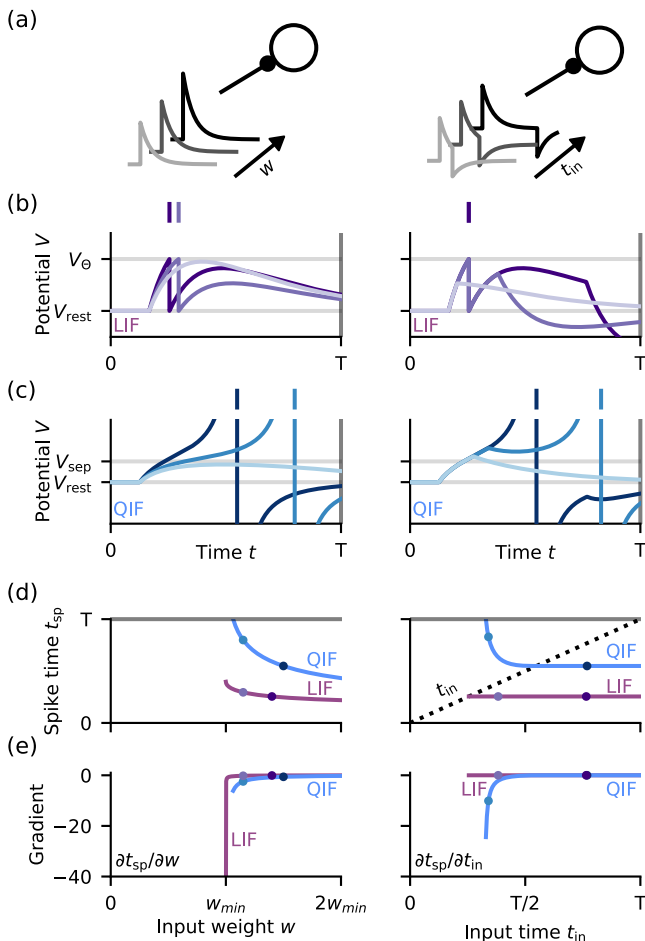 (a)
w
t_in
(b)
Potential V
V_Θ
V_rest
LIF
LIF
0
T
0
T
(c)
Potential V
V_sep
V_rest
QIF
QIF
0
Time t
T
0
Time t
T
(d)
Spike time t_sp
T
0
QIF
LIF
t_in
QIF
LIF
(e)
Gradient
0
−20
−40
QIF
LIF
∂t_sp/∂w
LIF
QIF
∂t_sp/∂t_in
0
w_min
2w_min
Input weight w
0
T/2
T
Input time t_in